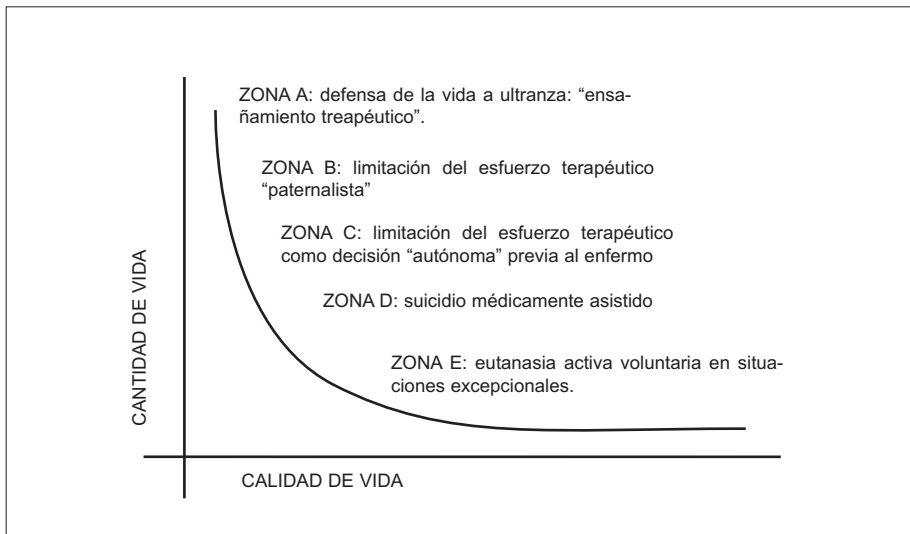 ZONA A: defensa de la vida a ultranza: “ensa-
ñamiento treapéutico”.
ZONA B: limitación del esfuerzo terapéutico
“paternalista”
ZONA C: limitación del esfuerzo terapéutico
como decisión “autónoma” previa al enfermo
ZONA D: suicidio médicamente asistido
ZONA E: eutanasia activa voluntaria en situa-
ciones excepcionales.
CANTIDAD DE VIDA
CALIDAD DE VIDA